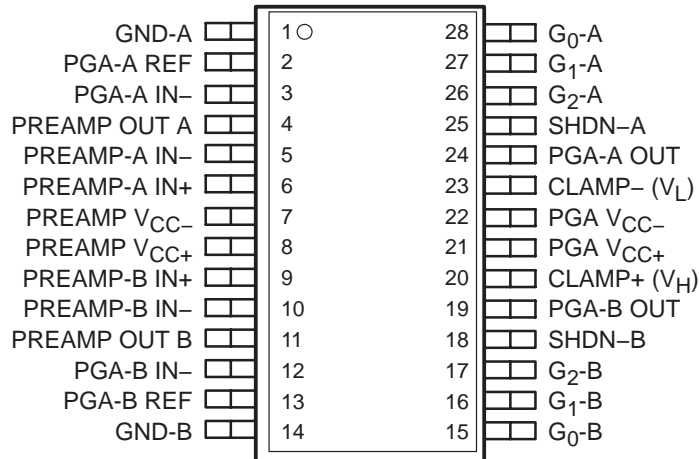 GND-A 1 28 G0-A
PGA-A REF 2 27 G1-A
PGA-A IN− 3 26 G2-A
PREAMP OUT A 4 25 SHDN−A
PREAMP-A IN− 5 24 PGA-A OUT
PREAMP-A IN+ 6 23 CLAMP− (VL)
PREAMP VCC− 7 22 PGA VCC−
PREAMP VCC+ 8 21 PGA VCC+
PREAMP-B IN+ 9 20 CLAMP+ (VH)
PREAMP-B IN− 10 19 PGA-B OUT
PREAMP OUT B 11 18 SHDN−B
PGA-B IN− 12 17 G2-B
PGA-B REF 13 16 G1-B
GND-B 14 15 G0-B